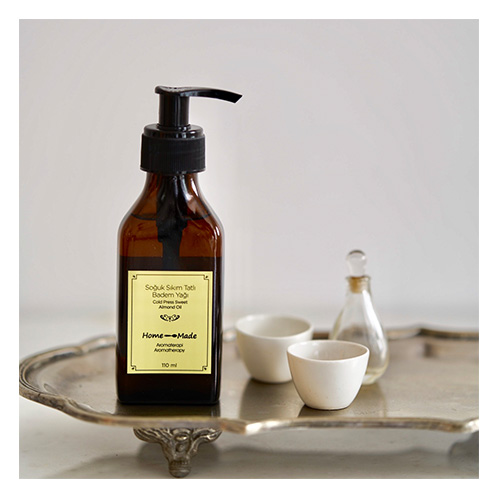 Soğuk Sıkım Tatlı
Badem Yağı
Cold Press Sweet
Almond Oil
Home Made
Aromaterapi
Aromatherapy
110 ml